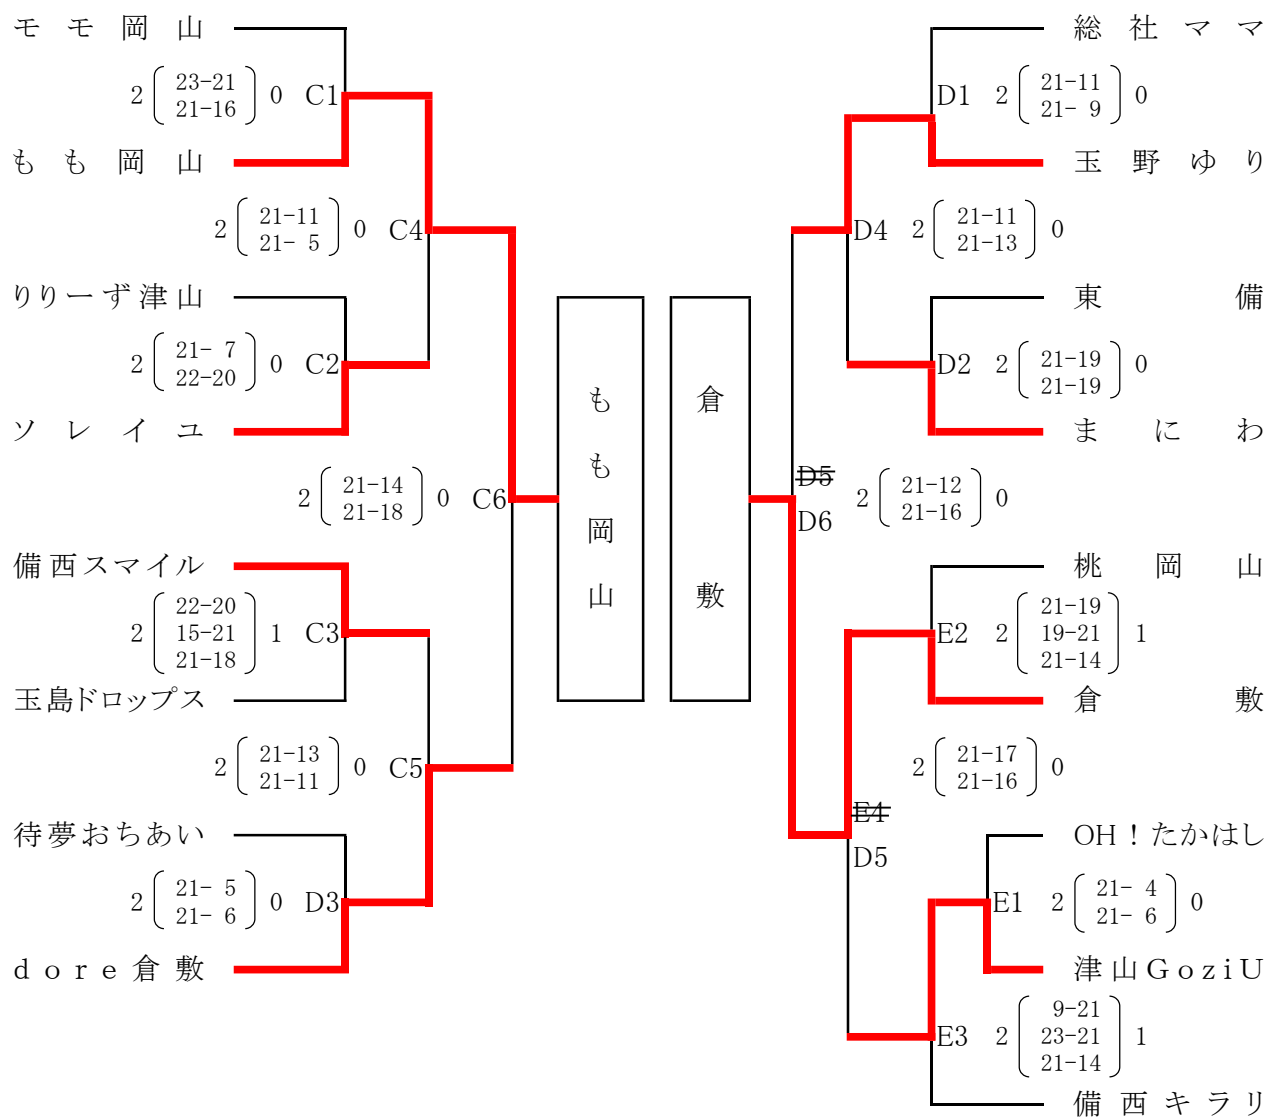 モモ岡山
2 23-21 0 C1
21-16
もも岡山
2 21-11 0 C4
21- 5
りりーず津山
2 21- 7 0 C2
22-20
ソレイユ
2 21-14 0 C6
21-18
備西スマイル
22-20
2 15-21 1 C3
21-18
玉島ドロップス
2 21-13 0 C5
21-11
待夢おちあい
2 21- 5 0 D3
21- 6
dore倉敷
もも岡山
倉敷
総社ママ
D1 2 21-11 0
21- 9
玉野ゆり
D4 2 21-11 0
21-13
東備
D2 2 21-19 0
21-19
まにわ
D5
D6 2 21-12 0
21-16
桃岡山
21-19
E2 2 19-21 1
21-14
倉敷
2 21-17 0
21-16
E4
D5
OH！たかはし
E1 2 21- 4 0
21- 6
津山GoziU
9-21
E3 2 23-21 1
21-14
備西キラリ